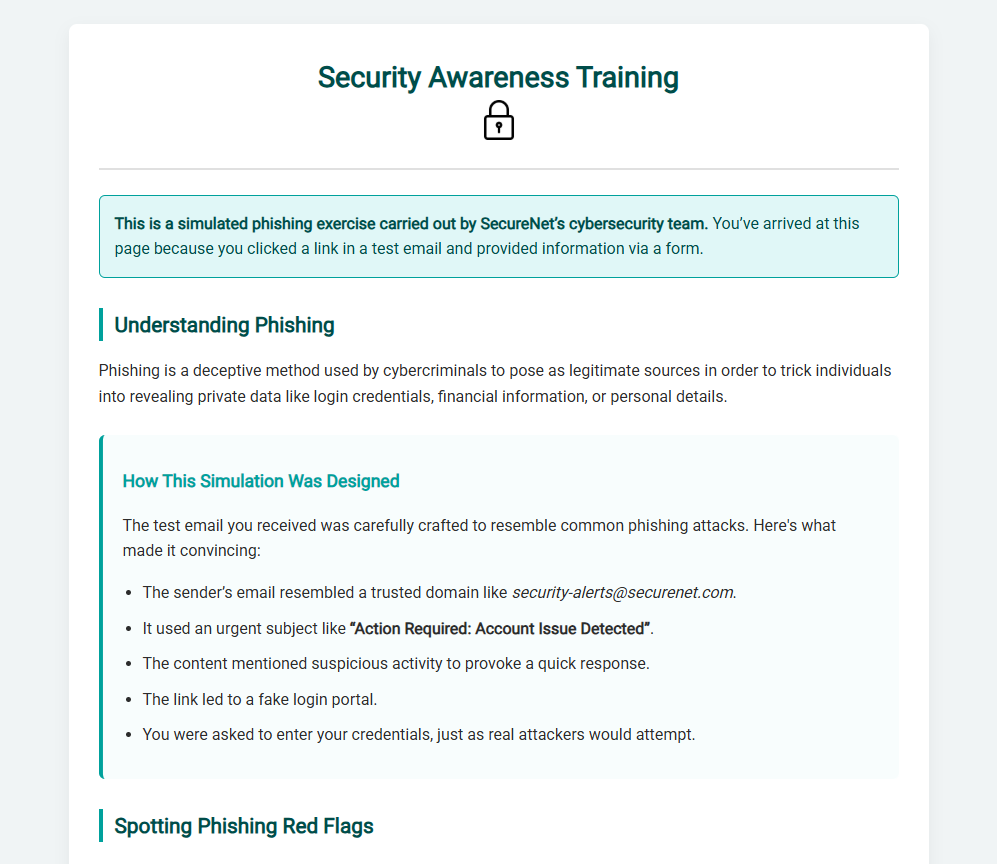 Security Awareness Training
This is a simulated phishing exercise carried out by SecureNet’s cybersecurity team. You’ve arrived at this
page because you clicked a link in a test email and provided information via a form.
Understanding Phishing
Phishing is a deceptive method used by cybercriminals to pose as legitimate sources in order to trick individuals
into revealing private data like login credentials, financial information, or personal details.
How This Simulation Was Designed
The test email you received was carefully crafted to resemble common phishing attacks. Here's what
made it convincing:
• The sender’s email resembled a trusted domain like security-alerts@securenet.com.
• It used an urgent subject like “Action Required: Account Issue Detected”.
• The content mentioned suspicious activity to provoke a quick response.
• The link led to a fake login portal.
• You were asked to enter your credentials, just as real attackers would attempt.
Spotting Phishing Red Flags